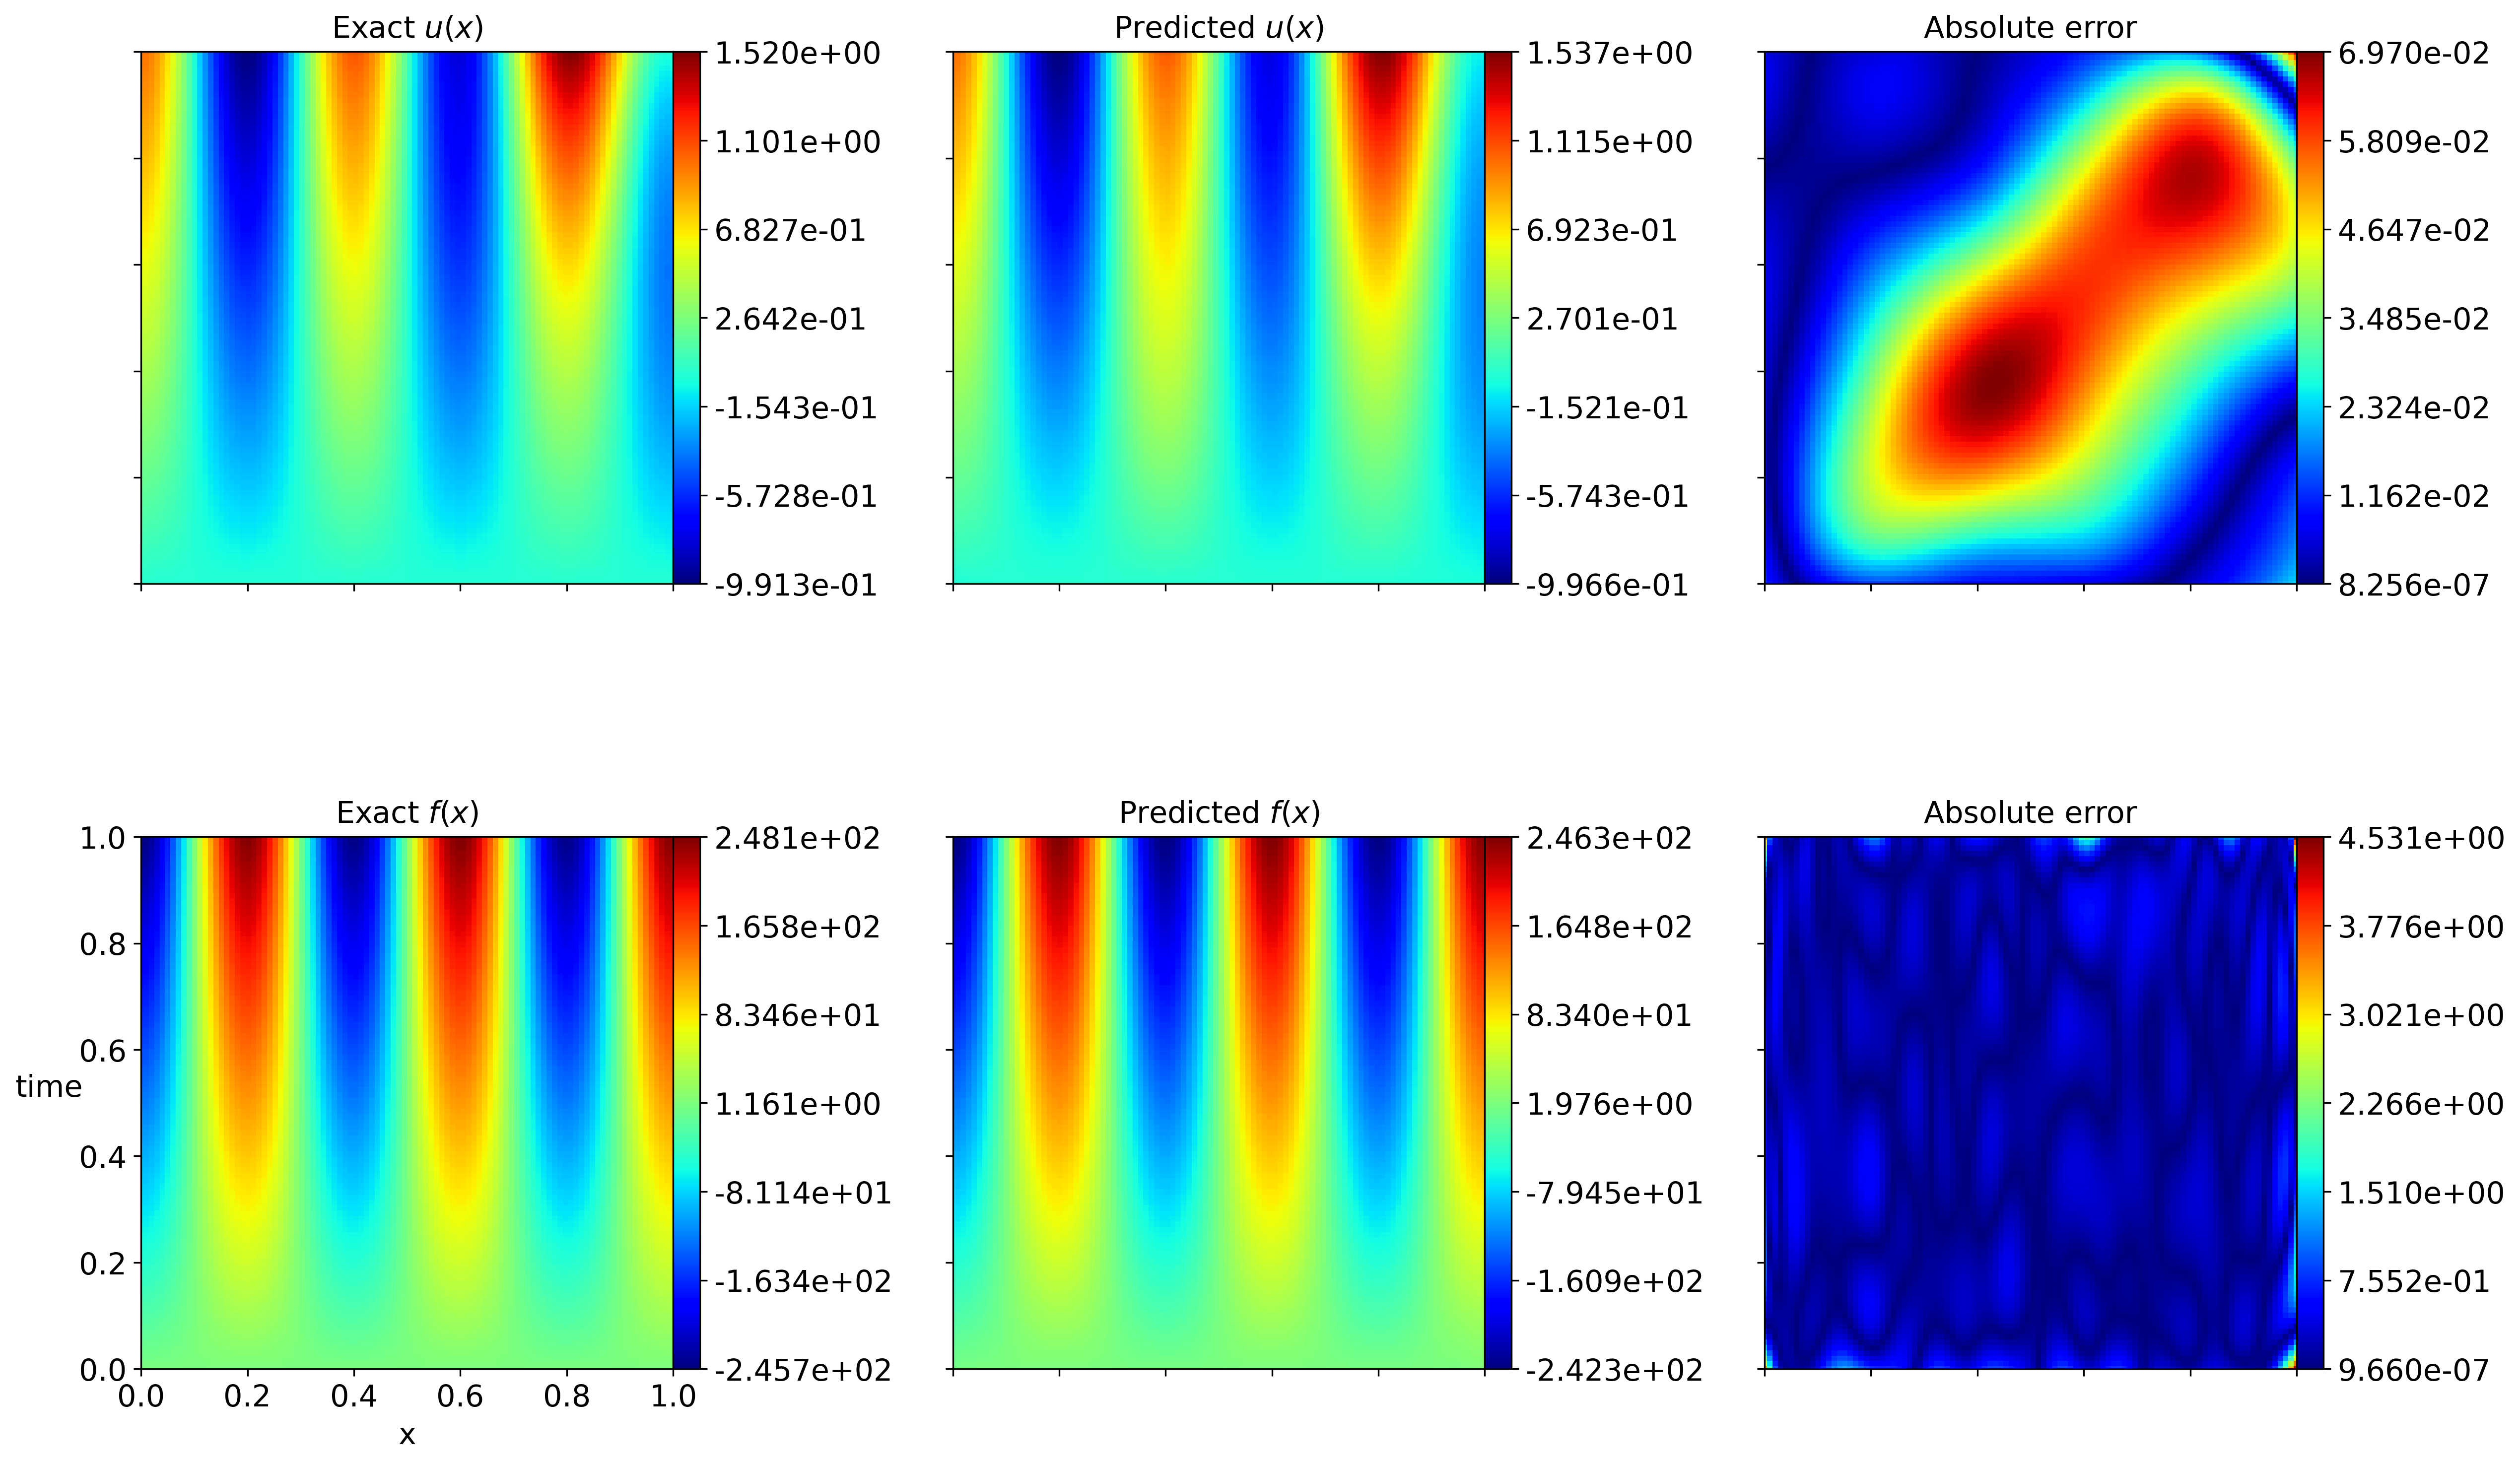 Exact u(x)
1.520e+00
1.101e+00
6.827e-01
2.642e-01
-1.543e-01
-5.728e-01
-9.913e-01
Predicted u(x)
1.537e+00
1.115e+00
6.923e-01
2.701e-01
-1.521e-01
-5.743e-01
-9.966e-01
Absolute error
6.970e-02
5.809e-02
4.647e-02
3.485e-02
2.324e-02
1.162e-02
8.256e-07
Exact f(x)
time
1.0
0.8
0.6
0.4
0.2
0.0
0.0 0.2 0.4 0.6 0.8 1.0
x
2.481e+02
1.658e+02
8.346e+01
1.161e+00
-8.114e+01
-1.634e+02
-2.457e+02
Predicted f(x)
2.463e+02
1.648e+02
8.340e+01
1.976e+00
-7.945e+01
-1.609e+02
-2.423e+02
Absolute error
4.531e+00
3.776e+00
3.021e+00
2.266e+00
1.510e+00
7.552e-01
9.660e-07